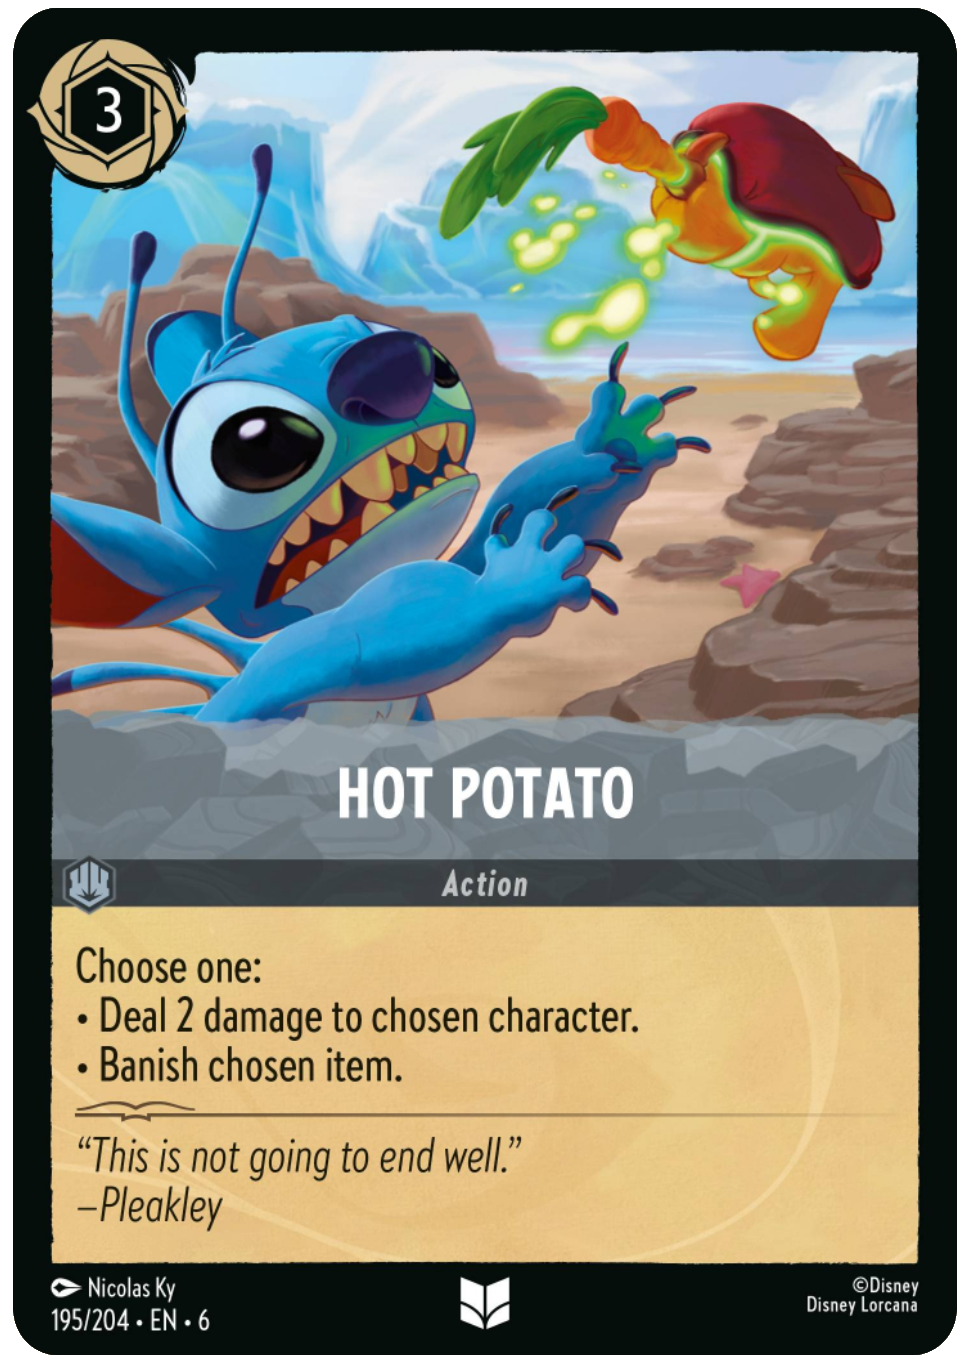 3
HOT POTATO
Action
Choose one:
• Deal 2 damage to chosen character.
• Banish chosen item.
“This is not going to end well.”
–Pleakley
Nicolas Ky
195/204 • EN • 6
©Disney
Disney Lorcana